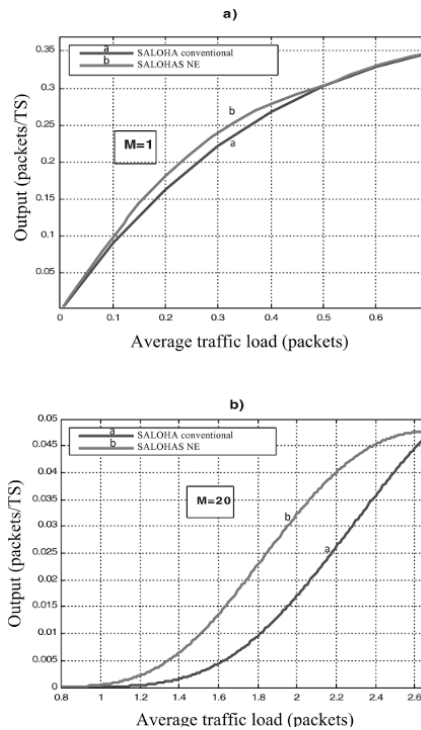 a)
a SALOHA conventional
b SALOHAS NE
M=1
b
a
Output (packets/TS)
0.35
0.3
0.25
0.2
0.15
0.1
0.05
0 0.1 0.2 0.3 0.4 0.5 0.6
Average traffic load (packets)
b)
a SALOHA conventional
b SALOHAS NE
M=20
b
a
Output (packets/TS)
0.05
0.045
0.04
0.035
0.03
0.025
0.02
0.015
0.01
0.005
0
0.8 1 1.2 1.4 1.6 1.8 2 2.2 2.4 2.6
Average traffic load (packets)